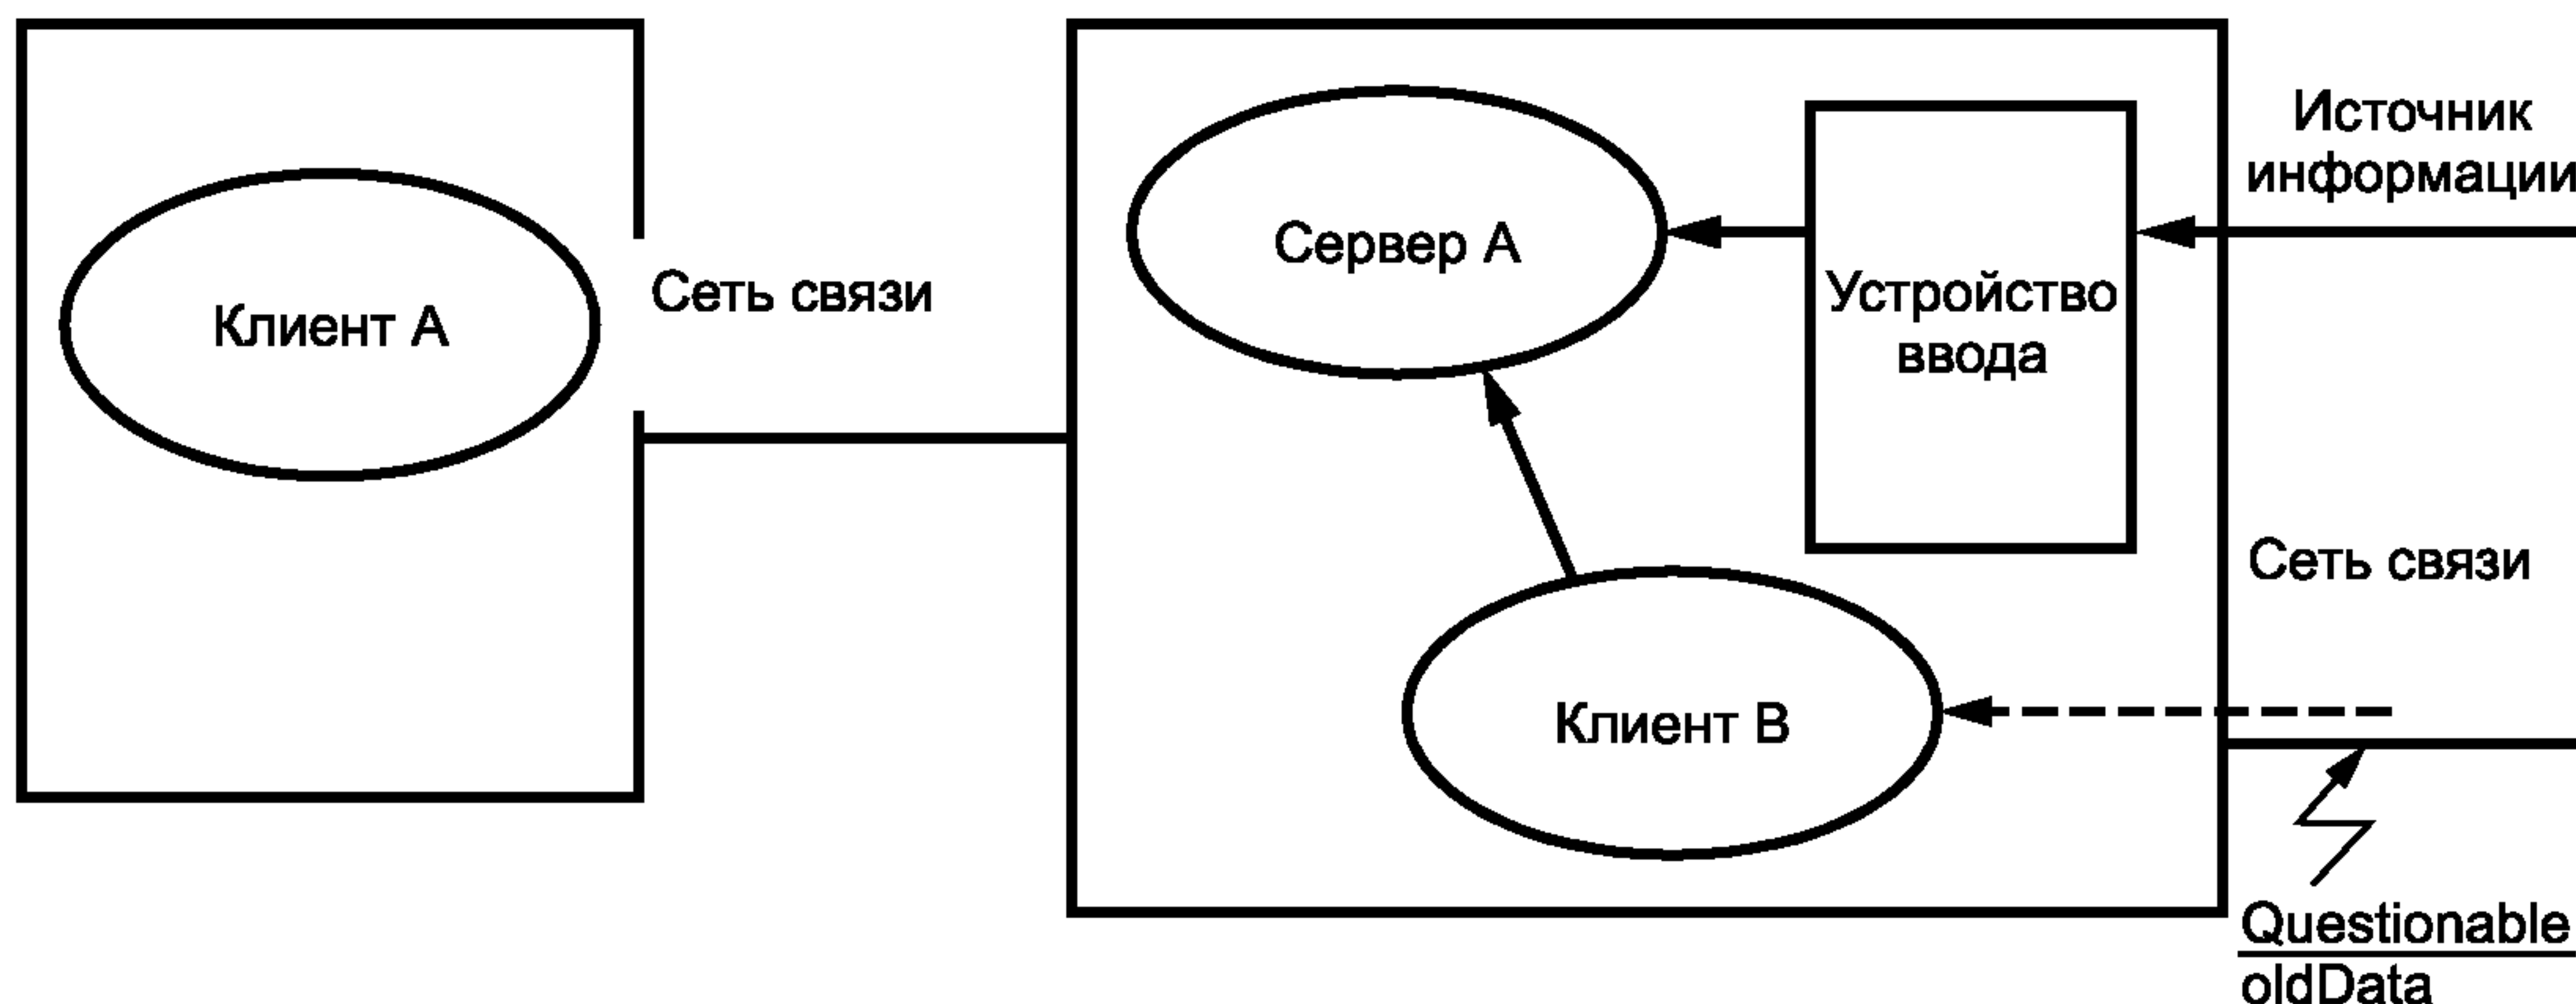 Клиент А
Сеть связи
Сервер А
Устройство
ввода
Источник
информации
Клиент В
Сеть связи
Questionable
oldData